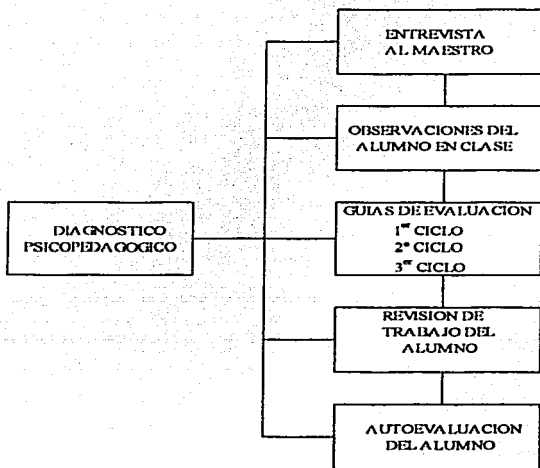 ENTREVISTA
AL MAESTRO
OBSERVACIONES DEL
ALUMNO EN CLASE
DIAGNOSTICO
PSICOPEDAGOGICO
GUIAS DE EVALUACION
1er CICLO
2° CICLO
3er CICLO
REVISION DE
TRABAJO DEL
ALUMNO
AUTOEVALUACION
DEL ALUMNO